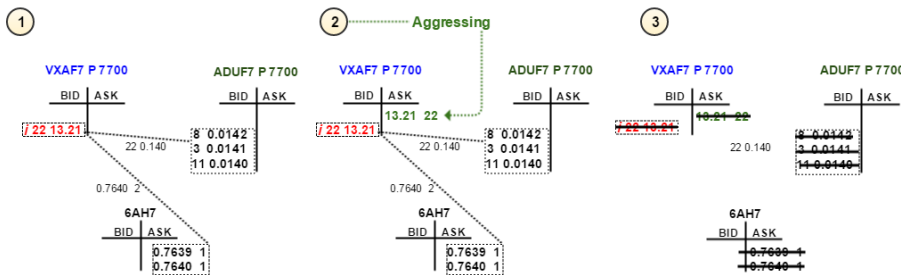 1
VXAF7 P 7700
BID ASK
i 22 13.21
ADUF7 P 7700
BID ASK
8 0.0142
3 0.0141
11 0.0140
22 0.140
0.7640 2
6AH7
BID ASK
0.7639 1
0.7640 1
2 Aggressing
VXAF7 P 7700
BID ASK
13.21 22
i 22 13.21
ADUF7 P 7700
BID ASK
8 0.0142
3 0.0141
11 0.0140
22 0.140
0.7640 2
6AH7
BID ASK
0.7639 1
0.7640 1
3
VXAF7 P 7700
BID ASK
13.21 22
i 22 13.21
ADUF7 P 7700
BID ASK
8 0.0142
3 0.0141
11 0.0140
22 0.140
6AH7
BID ASK
0.7639 1
0.7640 1